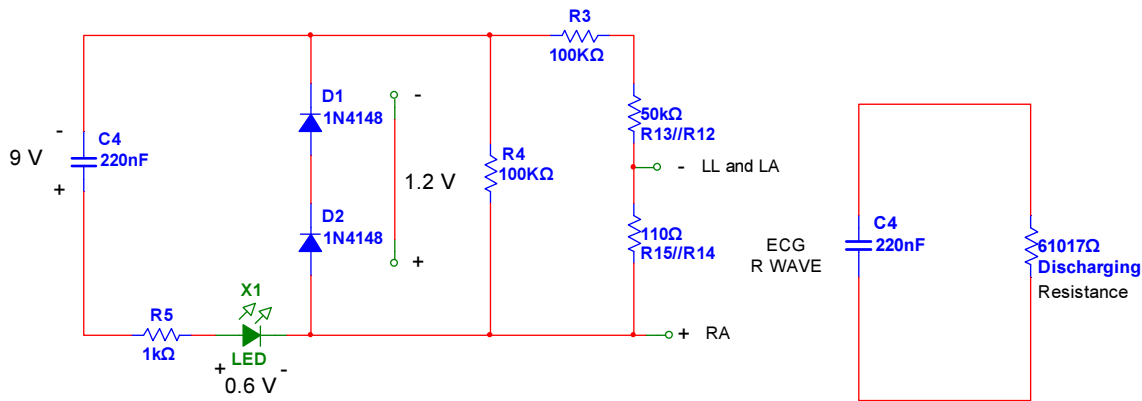 R3
100KΩ
D1
1N4148
-
50kΩ
R13//R12
-
C4
9 V
220nF
+
R4
100KΩ
1.2 V
- LL and LA
D2
1N4148
+
110Ω
R15//R14
X1
R5
1kΩ
LED
+ -
0.6 V
+ RA
ECG
R WAVE
C4
220nF
61017Ω
Discharging
Resistance